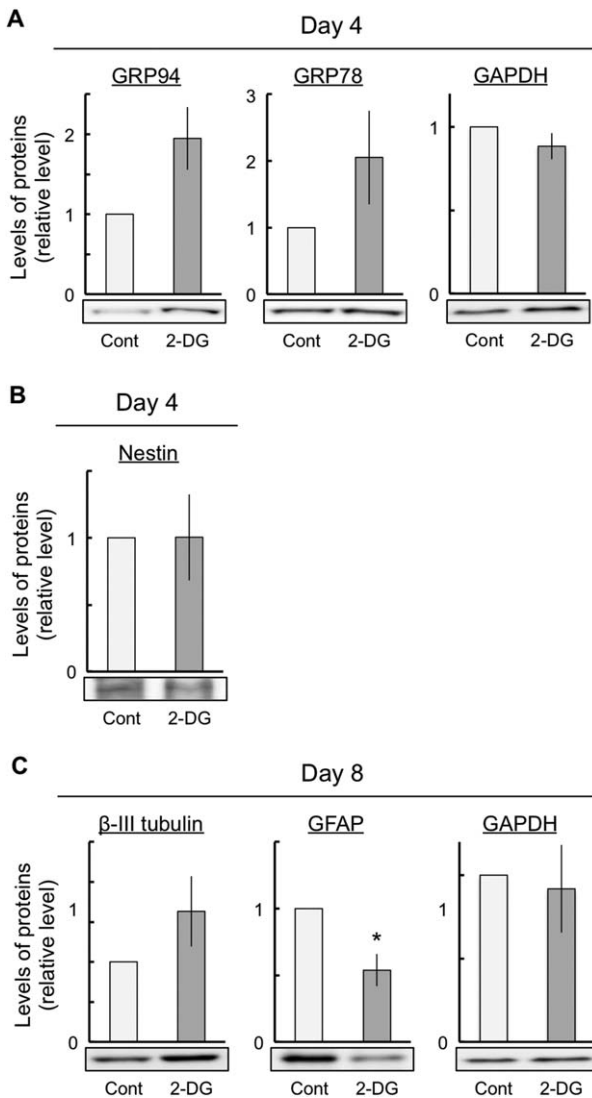 A
Day 4
GRP94
GRP78
GAPDH
Levels of proteins
(relative level)
2
1
0
3
2
1
0
1
0
Cont 2-DG
Cont 2-DG
Cont 2-DG
B
Day 4
Nestin
Levels of proteins
(relative level)
1
0
Cont 2-DG
C
Day 8
β-III tubulin
GFAP
GAPDH
Levels of proteins
(relative level)
1
0
1
0
*
1
0
Cont 2-DG
Cont 2-DG
Cont 2-DG